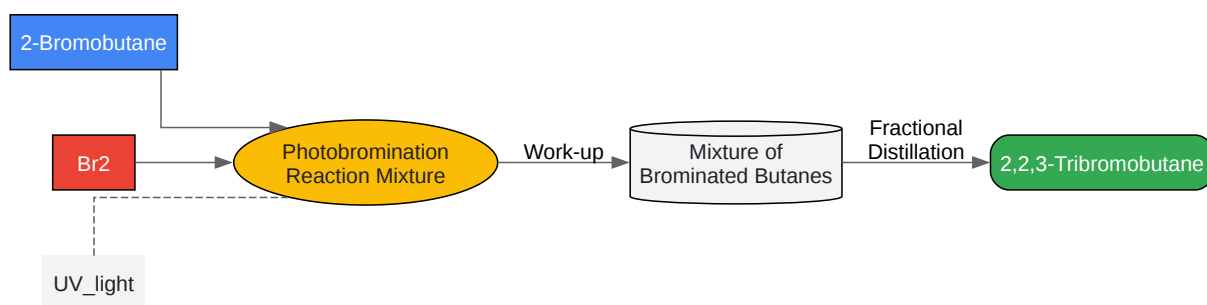 2-Bromobutane
Br2
UV_light
Photobromination
Reaction Mixture
Work-up
Mixture of
Brominated Butanes
Fractional
Distillation
2,2,3-Tribromobutane